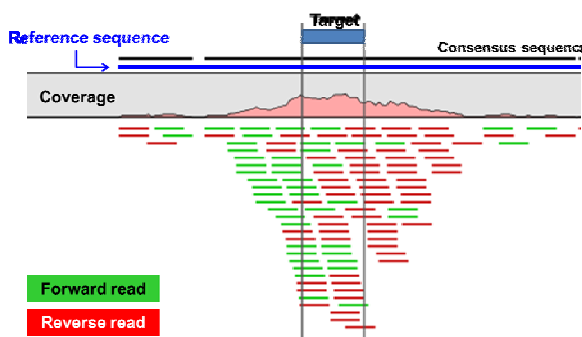 Target
Reference sequence
Consensus sequence
Coverage
Forward read
Reverse read